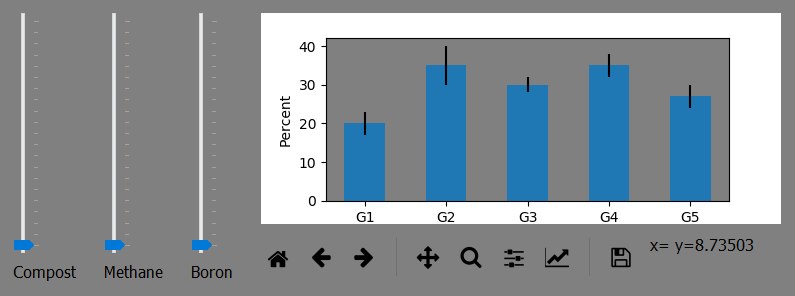 Compost
Methane
Boron
Percent
40
30
20
10
0
G1
G2
G3
G4
G5
x= y=8.73503